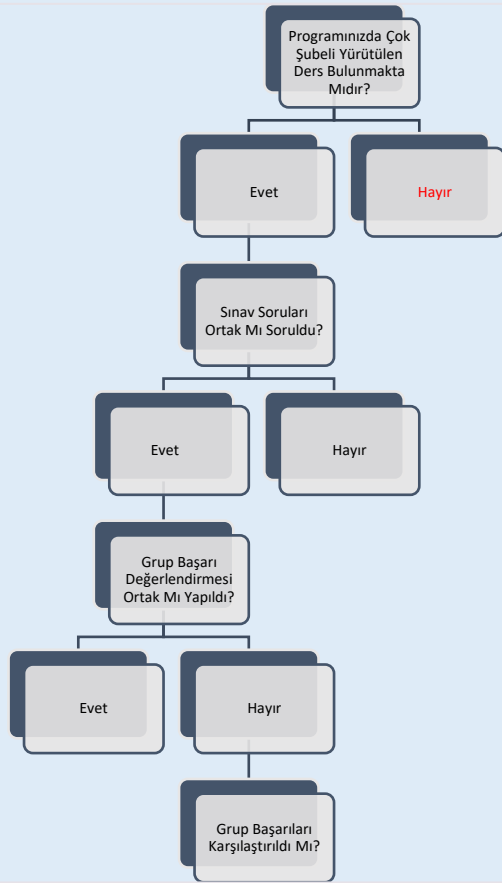 Programınızda Çok
Şubeli Yürütülen
Ders Bulunmakta
Mıdır?
Evet
Hayır
Sınav Soruları
Ortak Mı Soruldu?
Evet
Hayır
Grup Başarı
Değerlendirmesi
Ortak Mı Yapıldı?
Evet
Hayır
Grup Başarıları
Karşılaştırıldı Mı?